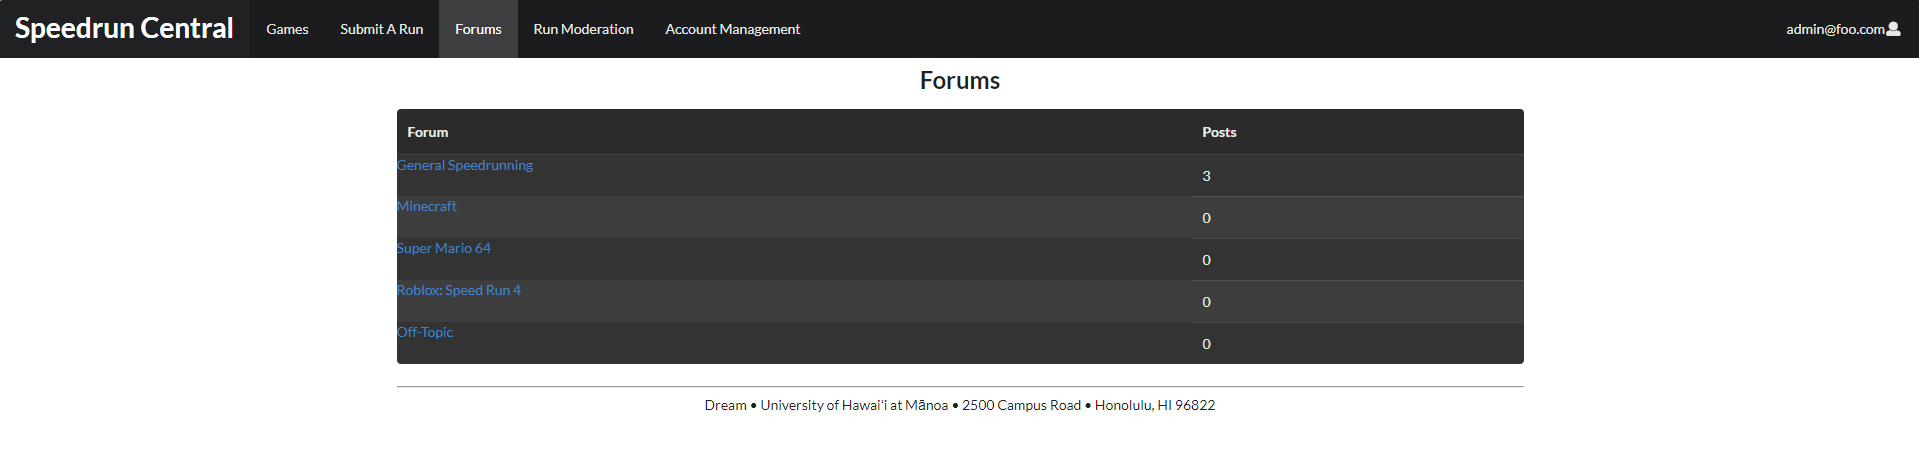 Speedrun Central Games Submit A Run Forums Run Moderation Account Management admin@foo.com
Forums
Forum Posts
General Speedrunning 3
Minecraft 0
Super Mario 64 0
Roblox: Speed Run 4 0
Off-Topic 0
Dream • University of Hawaiʻi at Mānoa • 2500 Campus Road • Honolulu, HI 96822